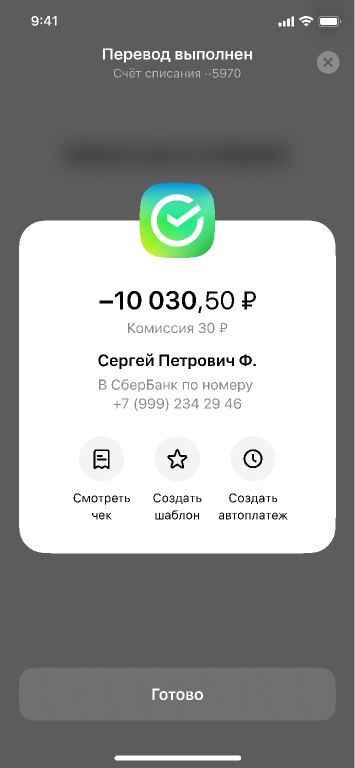 9:41
Перевод выполнен
Счёт списания ··5970
–10 030,50 ₽
Комиссия 30 ₽
Сергей Петрович Ф.
В СберБанк по номеру
+7 (999) 234 29 46
Смотреть чек
Создать шаблон
Создать автоплатеж
Готово